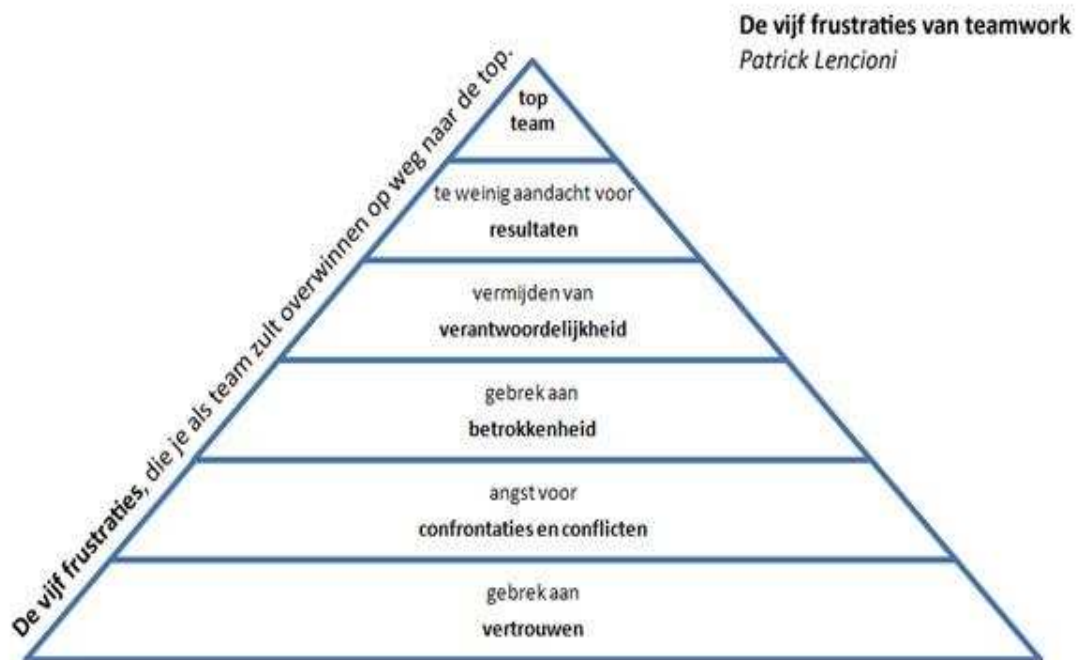 De vijf frustraties van teamwork
Patrick Lencioni
De vijf frustraties, die je als team zult overwinnen op weg naar de top.
top
team
te weinig aandacht voor
resultaten
vermijden van
verantwoordelijkheid
gebrek aan
betrokkenheid
angst voor
confrontaties en conflicten
gebrek aan
vertrouwen